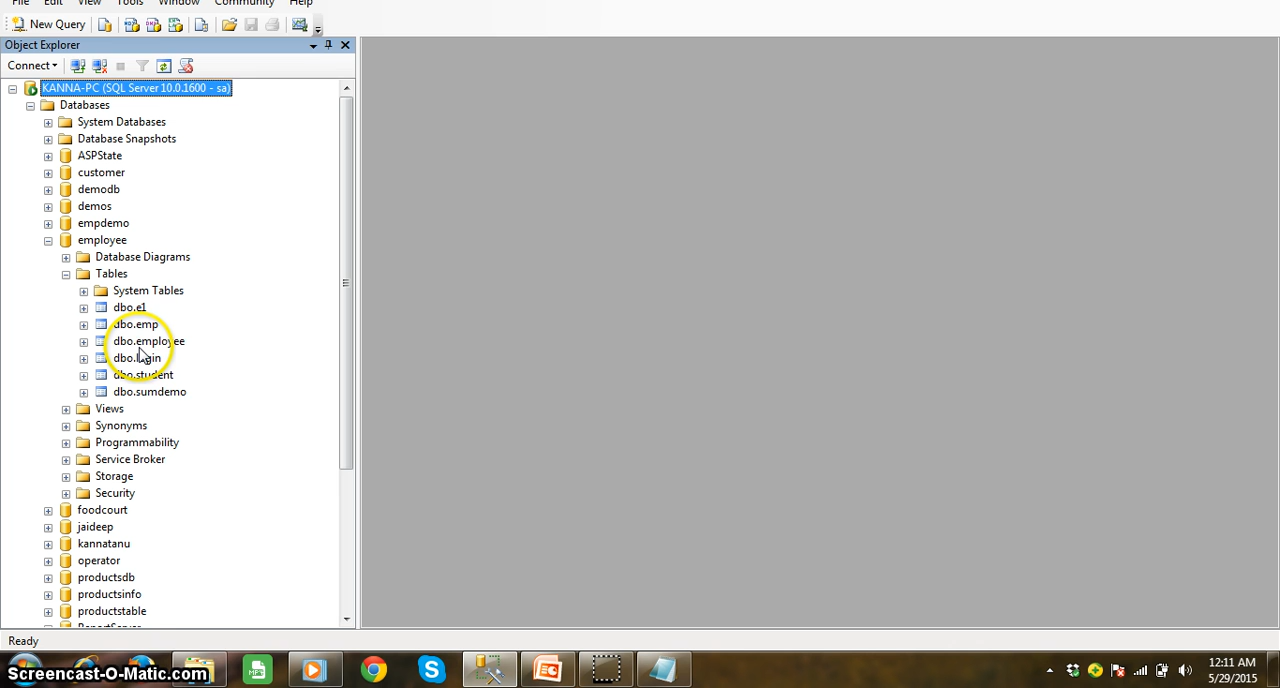 File Edit View Tools Window Community Help
New Query
Object Explorer
Connect
KANNA-PC (SQL Server 10.0.1600 - sa)
Databases
System Databases
Database Snapshots
ASPState
customer
demodb
demos
empdemo
employee
Database Diagrams
Tables
System Tables
dbo.e1
dbo.emp
dbo.employee
dbo.login
dbo.student
dbo.sumdemo
Views
Synonyms
Programmability
Service Broker
Storage
Security
foodcourt
jaideep
kannatanu
operator
productsdb
productsinfo
productstable
ReportServer
Ready
Screencast-O-Matic.com
12:11 AM
5/29/2015